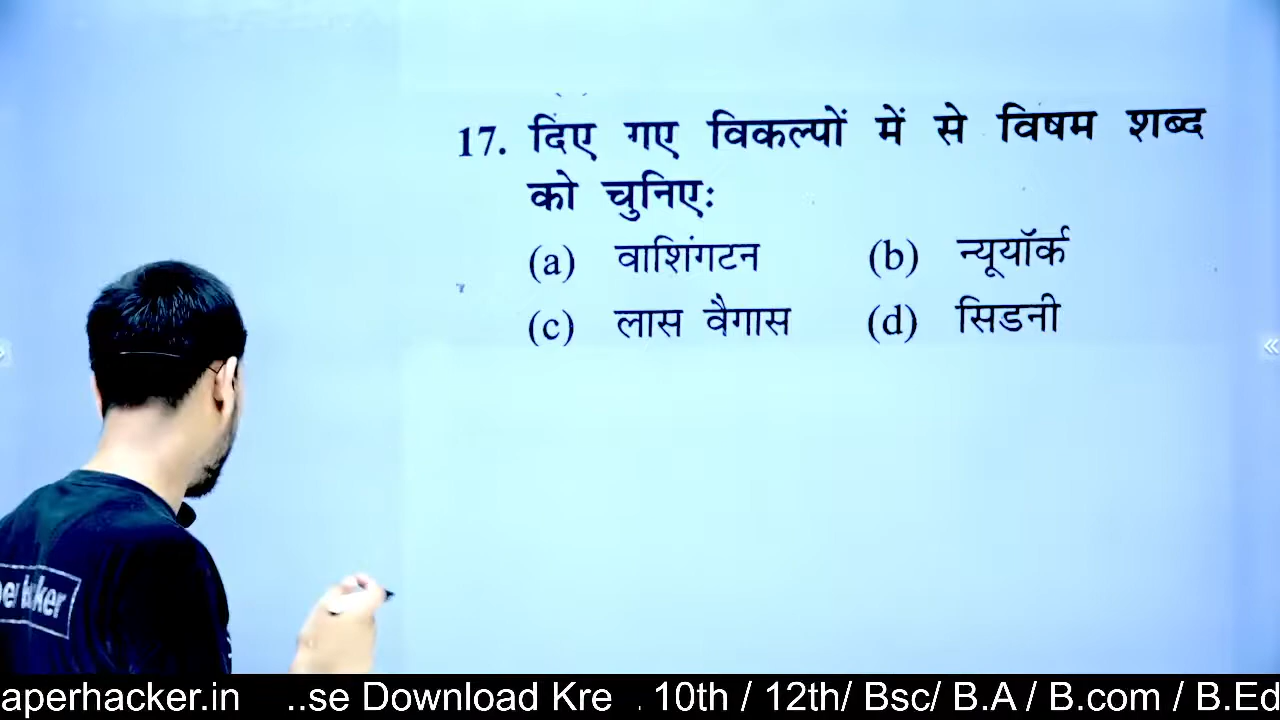 17. दिए गए विकल्पों में से विषम शब्द
को चुनिए:
(a) वाशिंगटन (b) न्यूयॉर्क
(c) लास वैगास (d) सिडनी
aperhacker.in ..se Download Kre . 10th / 12th/ Bsc/ B.A / B.com / B.Ed